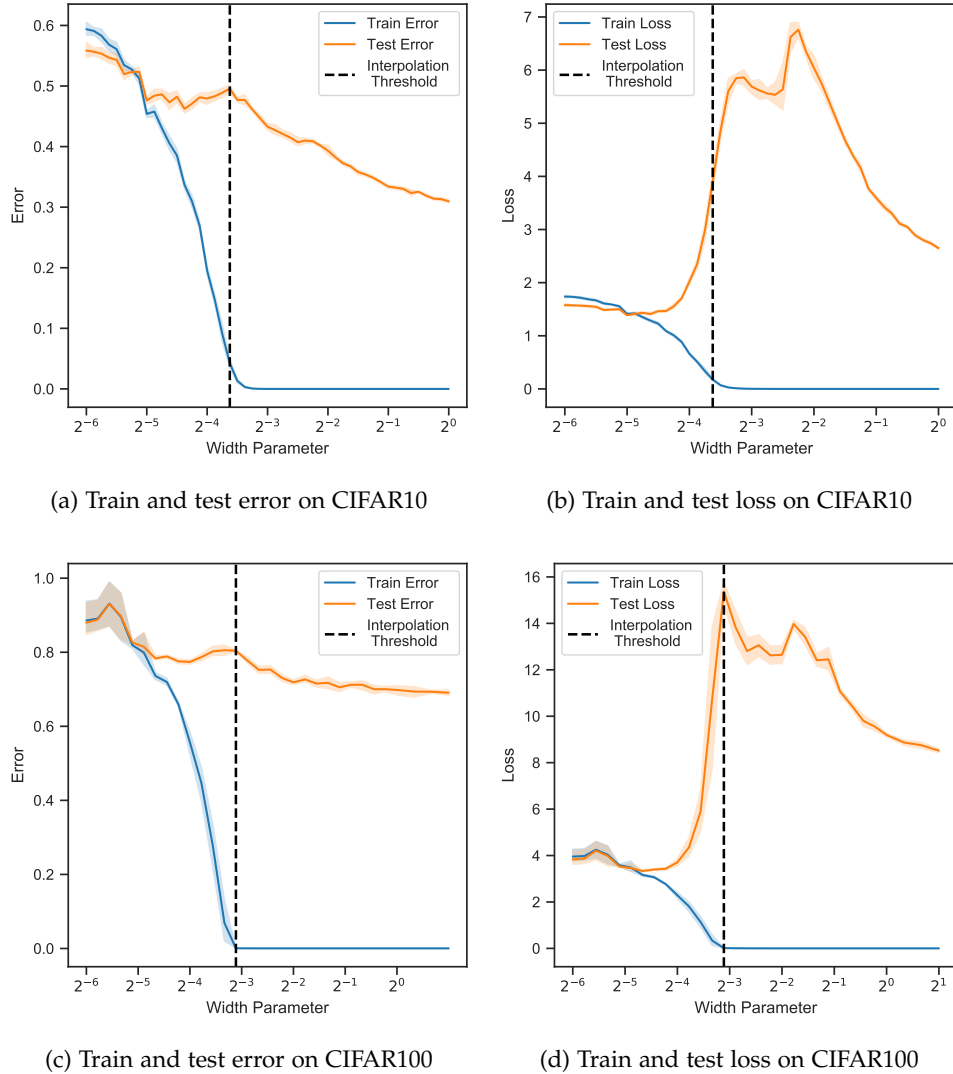 Train Error
Test Error
Interpolation
Threshold
0.6
0.5
0.4
0.3
0.2
0.1
0.0
Error
2^-6 2^-5 2^-4 2^-3 2^-2 2^-1 2^0
Width Parameter
(a) Train and test error on CIFAR10
Train Loss
Test Loss
Interpolation
Threshold
7
6
5
4
3
2
1
0
Loss
2^-6 2^-5 2^-4 2^-3 2^-2 2^-1 2^0
Width Parameter
(b) Train and test loss on CIFAR10
Train Error
Test Error
Interpolation
Threshold
1.0
0.8
0.6
0.4
0.2
0.0
Error
2^-6 2^-5 2^-4 2^-3 2^-2 2^-1 2^0
Width Parameter
(c) Train and test error on CIFAR100
Train Loss
Test Loss
Interpolation
Threshold
16
14
12
10
8
6
4
2
0
Loss
2^-6 2^-5 2^-4 2^-3 2^-2 2^-1 2^0 2^1
Width Parameter
(d) Train and test loss on CIFAR100